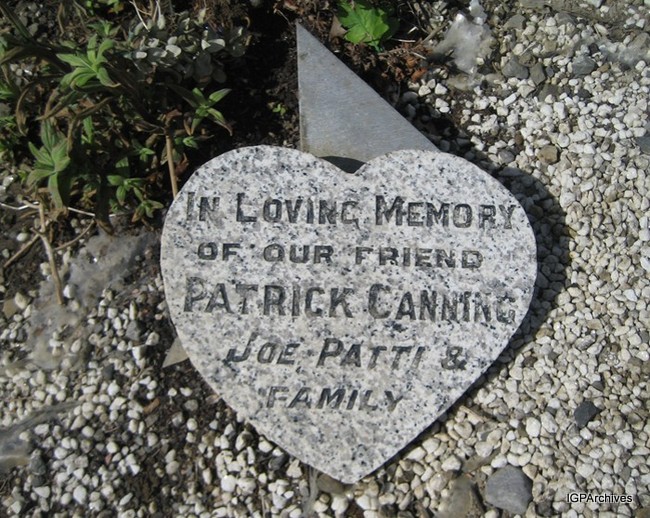 In Loving Memory
OF OUR FRIEND
PATRICK CANNING
JOE PATTI &
FAMILY
IGPArchives